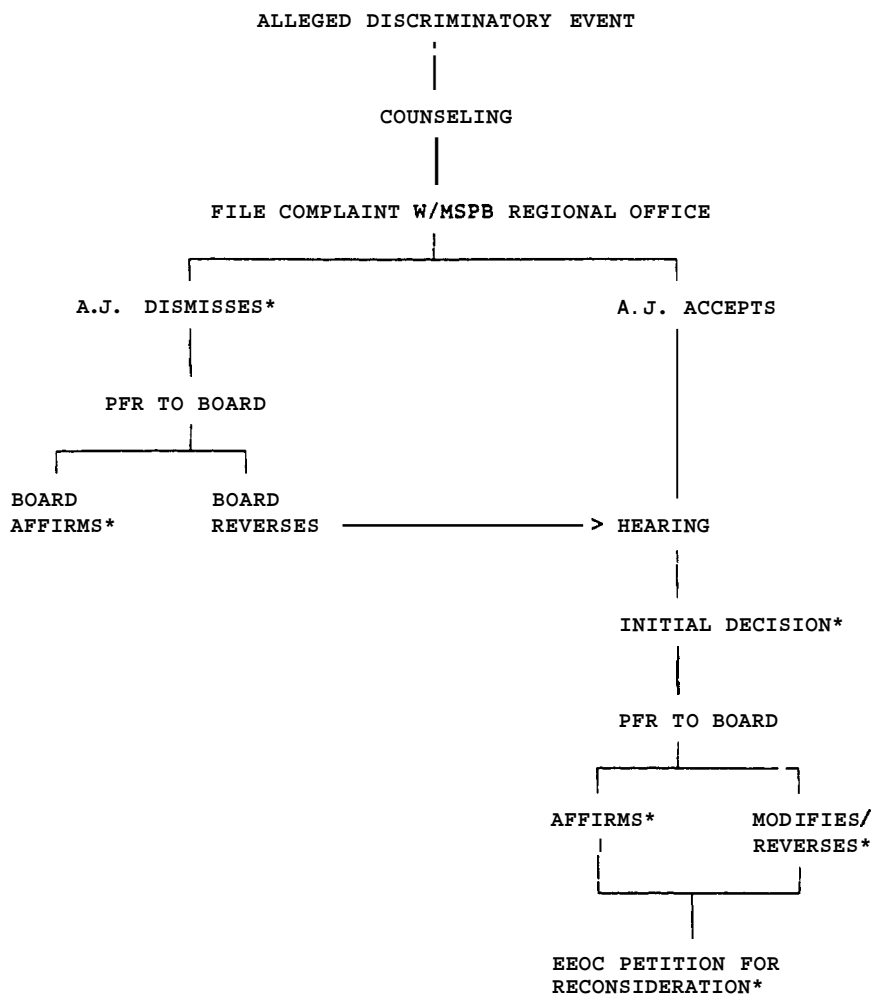 ALLEGED DISCRIMINATORY EVENT
COUNSELING
FILE COMPLAINT W/MSPB REGIONAL OFFICE
A.J. DISMISSES*
A.J. ACCEPTS
PFR TO BOARD
BOARD
AFFIRMS*
BOARD
REVERSES
> HEARING
INITIAL DECISION*
PFR TO BOARD
AFFIRMS*
MODIFIES/
REVERSES*
EEOC PETITION FOR
RECONSIDERATION*